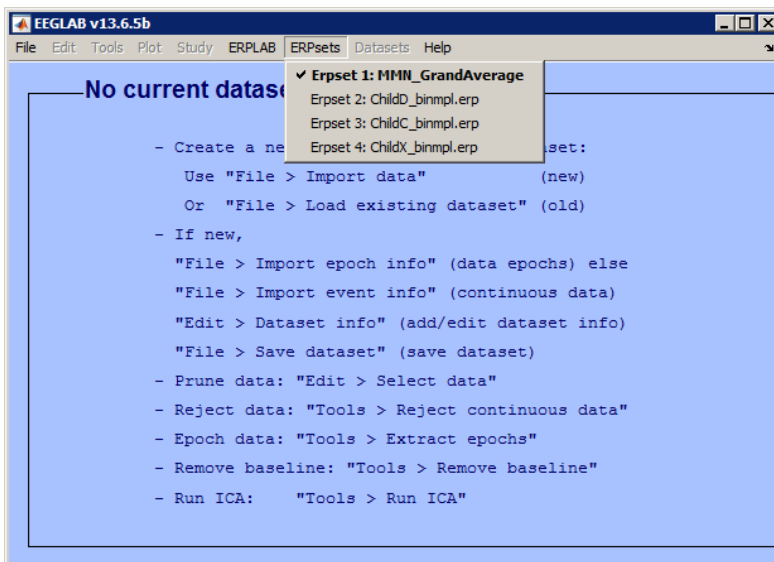 EEGLAB v13.6.5b
File Edit Tools Plot Study ERPLAB ERPsets Datasets Help
✔ Erpset 1: MMN_GrandAverage
Erpset 2: ChildD_binmpl.erp
Erpset 3: ChildC_binmpl.erp
Erpset 4: ChildX_binmpl.erp
No current datase
- Create a ne set:
Use "File > Import data" (new)
Or "File > Load existing dataset" (old)
- If new,
"File > Import epoch info" (data epochs) else
"File > Import event info" (continuous data)
"Edit > Dataset info" (add/edit dataset info)
"File > Save dataset" (save dataset)
- Prune data: "Edit > Select data"
- Reject data: "Tools > Reject continuous data"
- Epoch data: "Tools > Extract epochs"
- Remove baseline: "Tools > Remove baseline"
- Run ICA: "Tools > Run ICA"